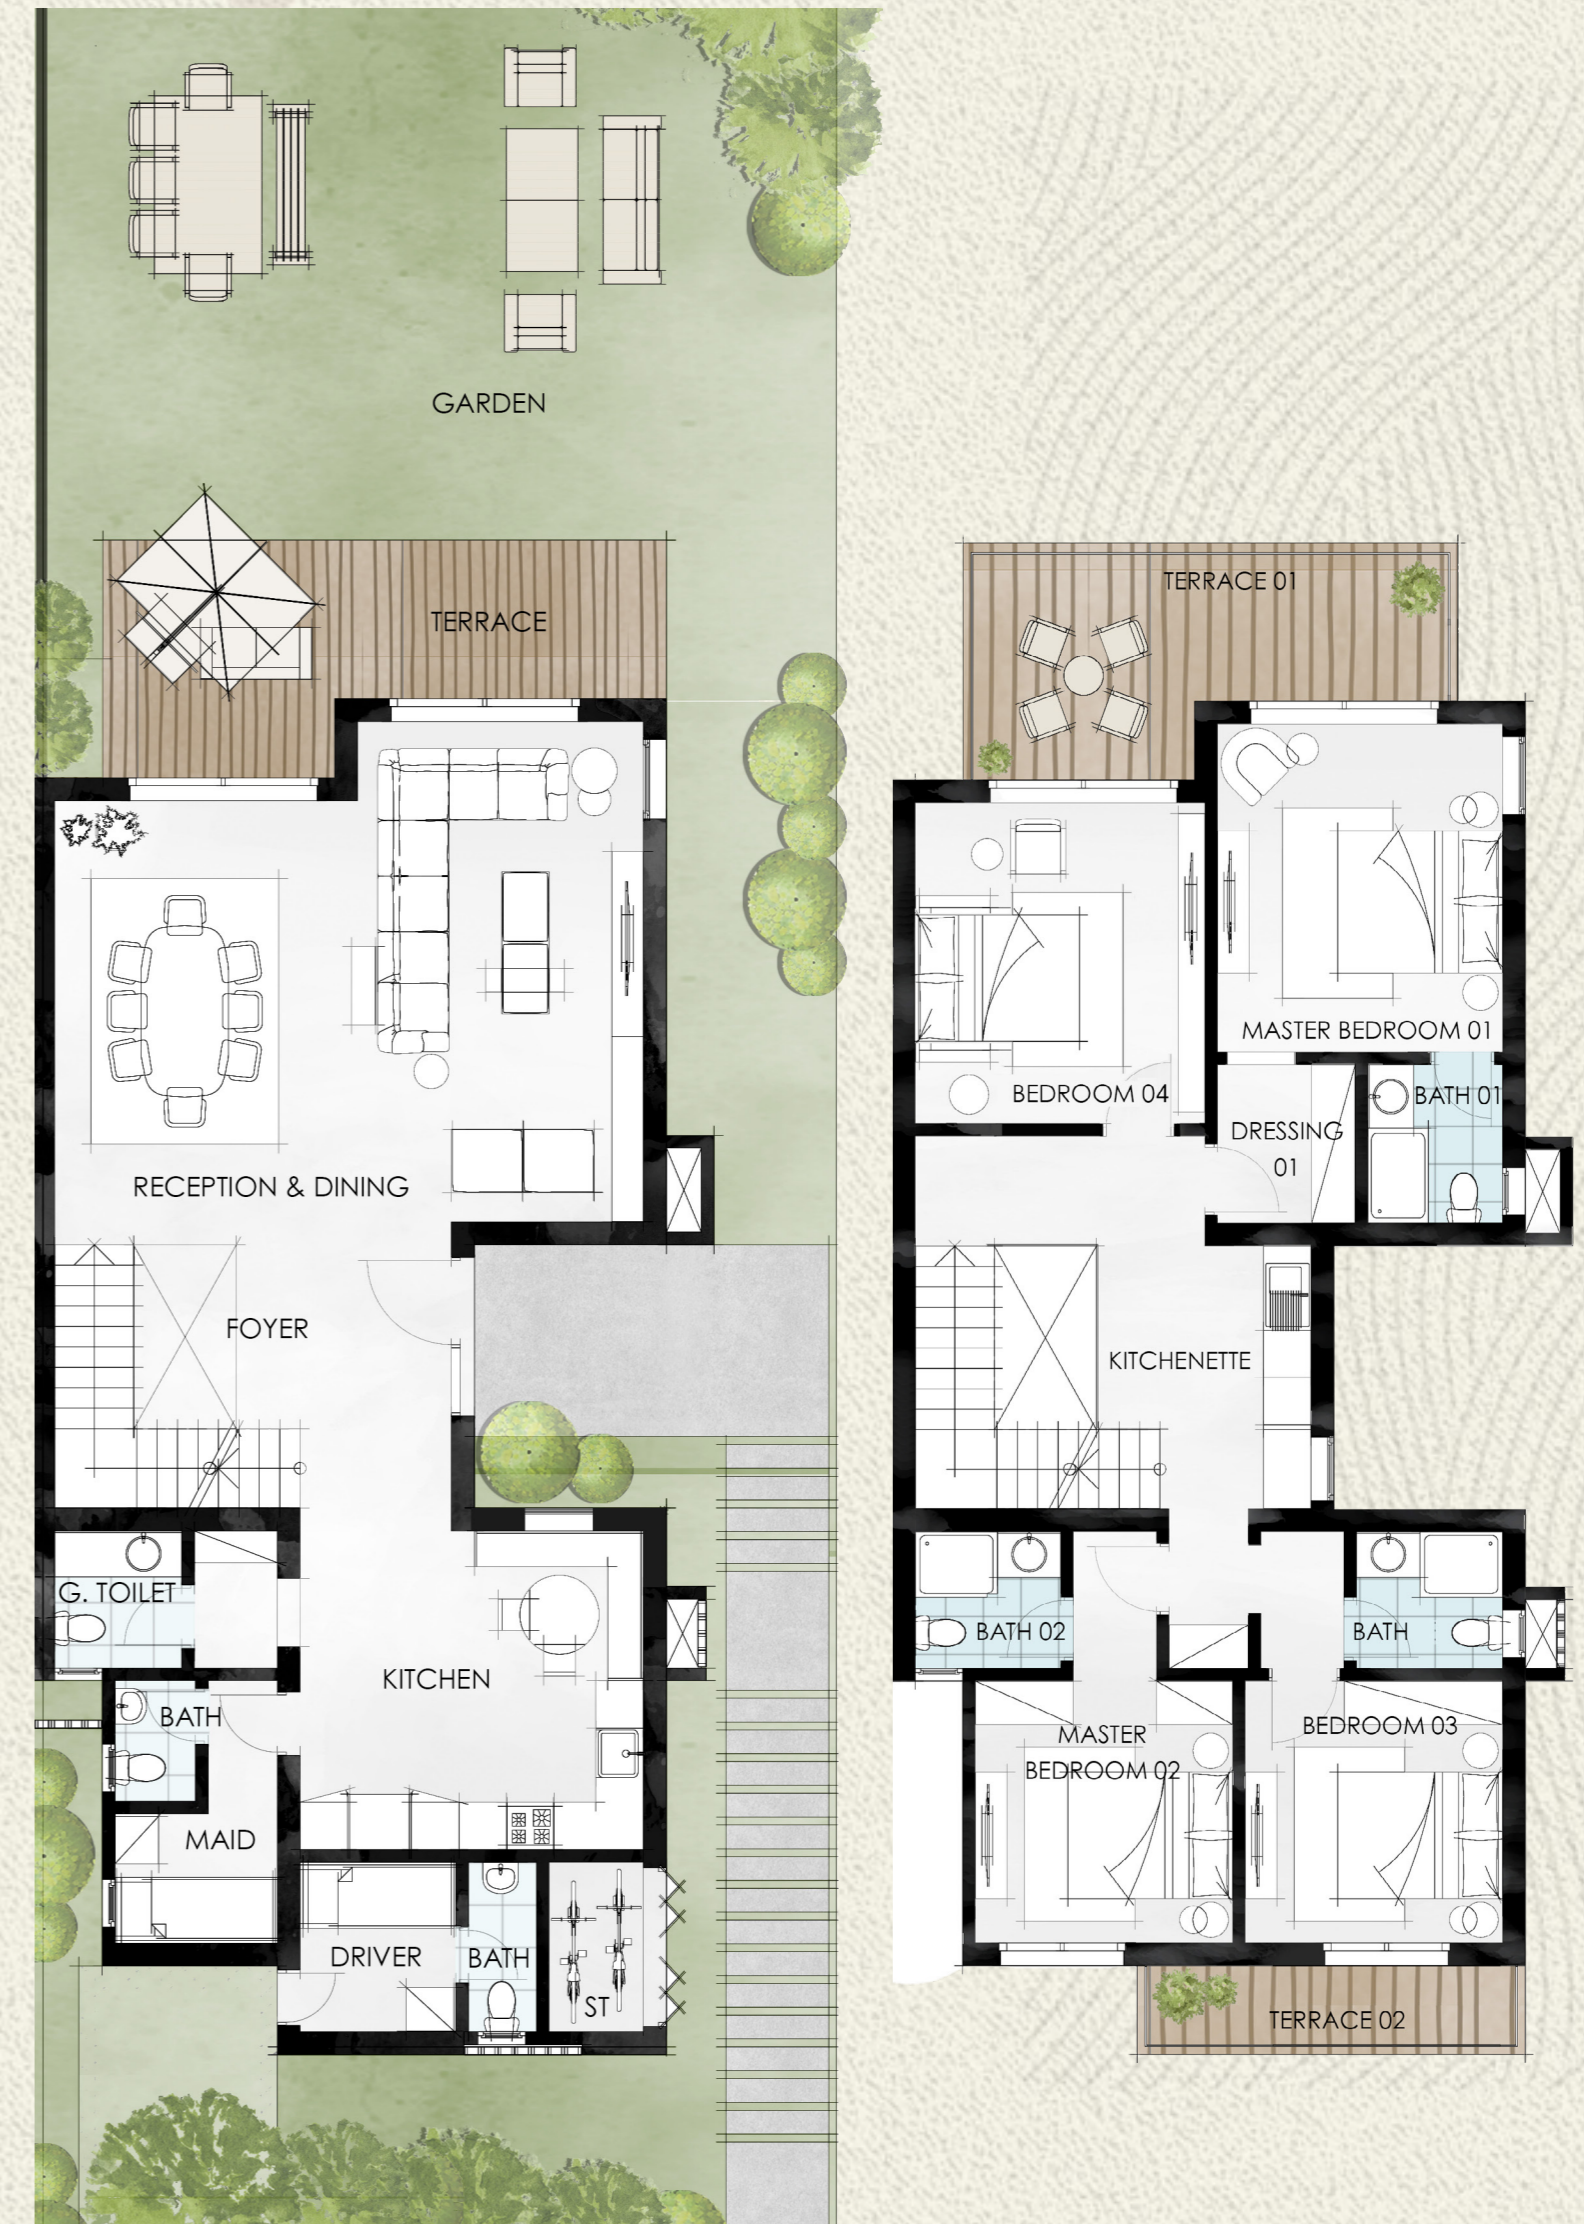 GARDEN
TERRACE
RECEPTION & DINING
FOYER
G. TOILET
KITCHEN
BATH
MAID
DRIVER
BATH
ST
TERRACE 01
MASTER BEDROOM 01
BEDROOM 04
BATH 01
DRESSING
01
KITCHENETTE
BATH 02
BATH
MASTER
BEDROOM 02
BEDROOM 03
TERRACE 02